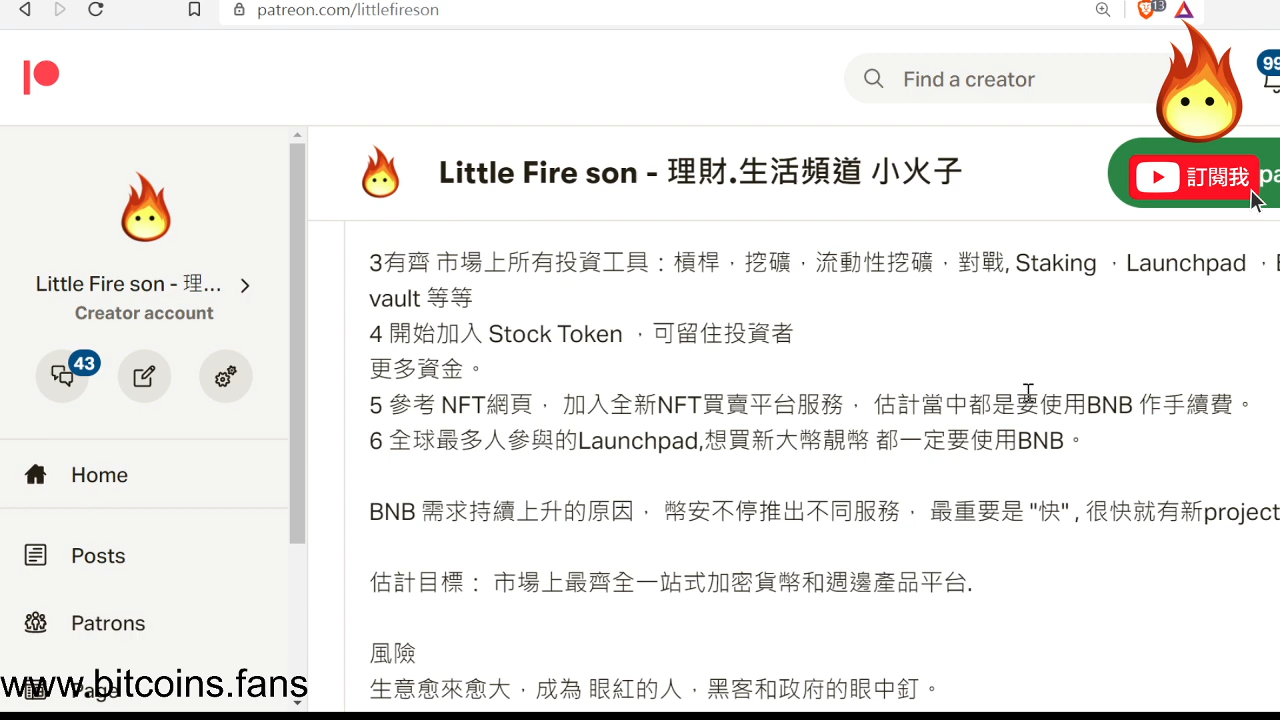 patreon.com/littlefireson
13
Find a creator
99
Little Fire son - 理財.生活頻道 小火子
訂閱我
Little Fire son - 理...
Creator account
43
Home
Posts
Patrons
Page
www.bitcoins.fans
3有齊 市場上所有投資工具：槓桿，挖礦，流動性挖礦，對戰, Staking ，Launchpad ，
vault 等等
4 開始加入 Stock Token ，可留住投資者
更多資金。
5 參考 NFT網頁， 加入全新NFT買賣平台服務， 估計當中都是要使用BNB 作手續費。
6 全球最多人參與的Launchpad,想買新大幣靚幣 都一定要使用BNB。
BNB 需求持續上升的原因， 幣安不停推出不同服務， 最重要是 "快" , 很快就有新project
估計目標： 市場上最齊全一站式加密貨幣和週邊產品平台.
風險
生意愈來愈大，成為 眼紅的人，黑客和政府的眼中釘。